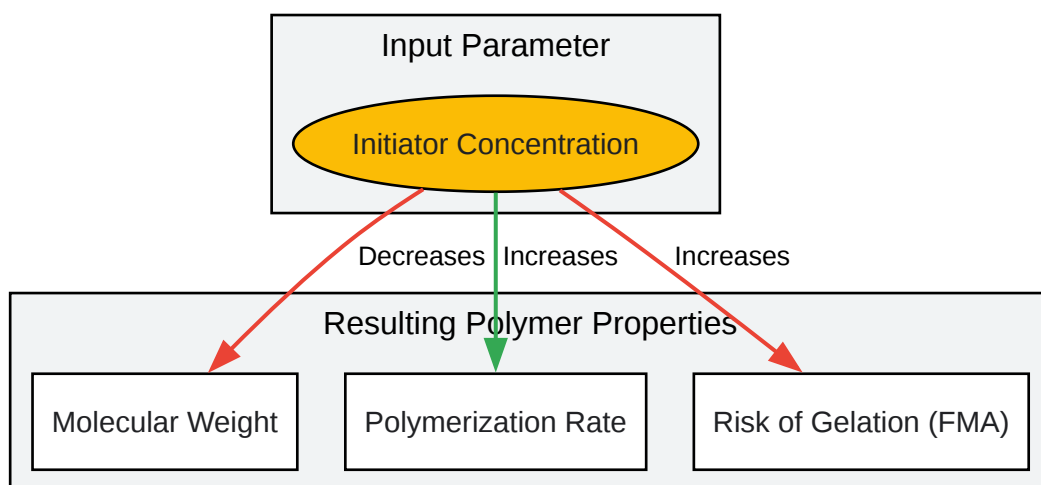 Input Parameter
Initiator Concentration
Decreases
Increases
Increases
Resulting Polymer Properties
Molecular Weight
Polymerization Rate
Risk of Gelation (FMA)